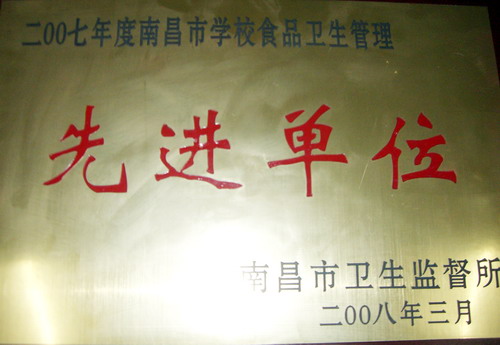 二00七年度南昌市学校食品卫生管理
先进单位
南昌市卫生监督所
二00八年三月